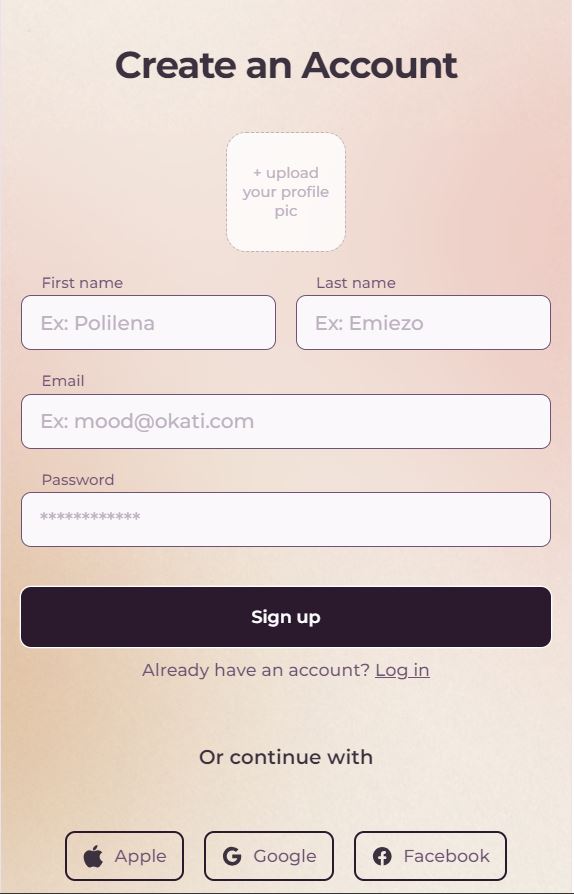 Create an Account
+ upload
your profile
pic
First name
Last name
Ex: Polilena
Ex: Emiezo
Email
Ex: mood@okati.com
Password
************
Sign up
Already have an account? Log in
Or continue with
Apple
Google
Facebook